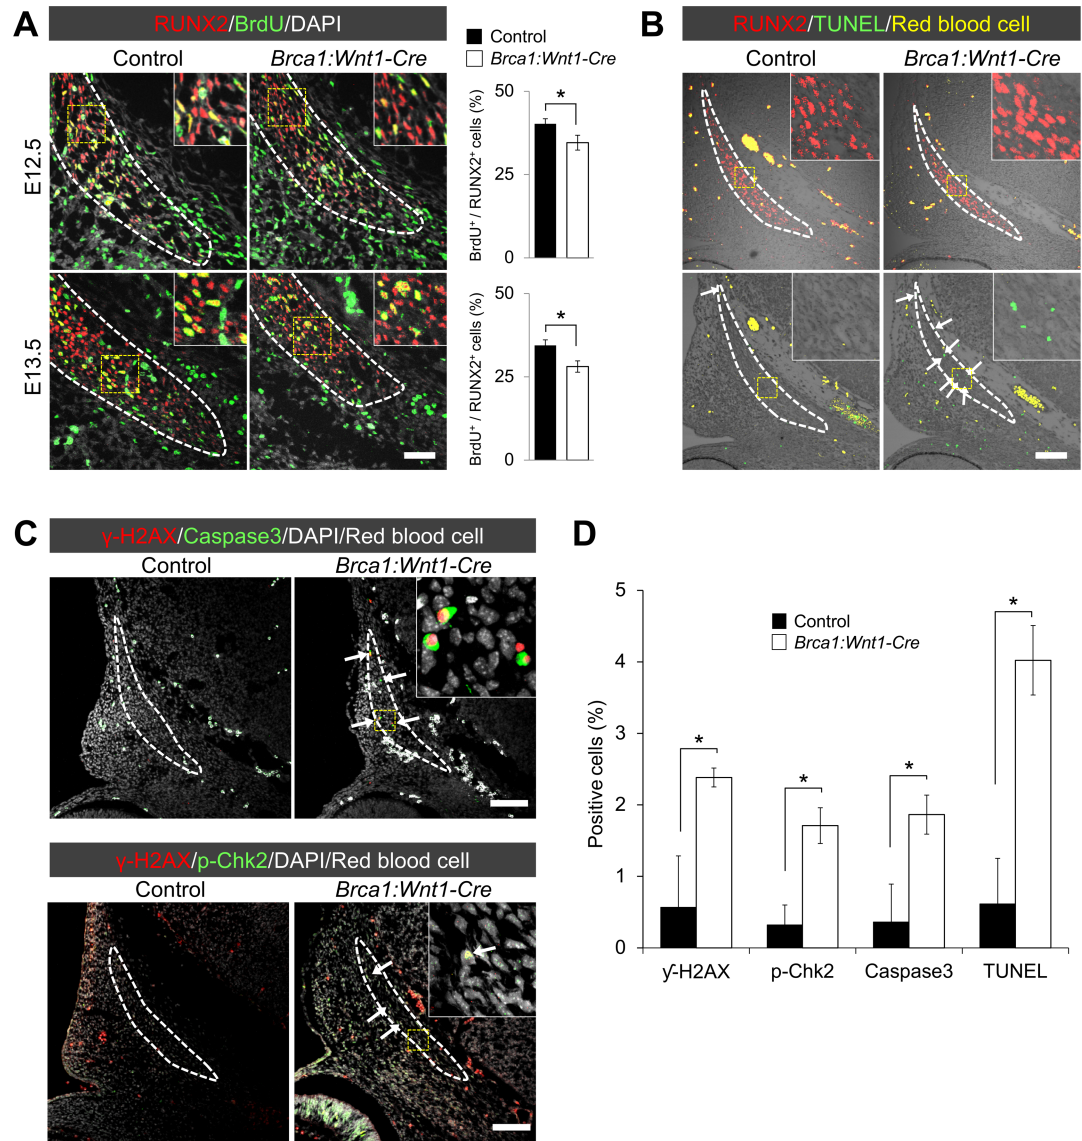 A
RUNX2/BrdU/DAPI
Control
Brca1:Wnt1-Cre
E12.5
E13.5
Control
Brca1:Wnt1-Cre
50
25
0
BrdU⁺ / RUNX2⁺ cells (%)
*
50
25
0
BrdU⁺ / RUNX2⁺ cells (%)
*
B
RUNX2/TUNEL/Red blood cell
Control
Brca1:Wnt1-Cre
C
γ-H2AX/Caspase3/DAPI/Red blood cell
Control
Brca1:Wnt1-Cre
γ-H2AX/p-Chk2/DAPI/Red blood cell
Control
Brca1:Wnt1-Cre
D
Control
Brca1:Wnt1-Cre
Positive cells (%)
5
4
3
2
1
0
*
*
*
*
γ-H2AX
p-Chk2
Caspase3
TUNEL